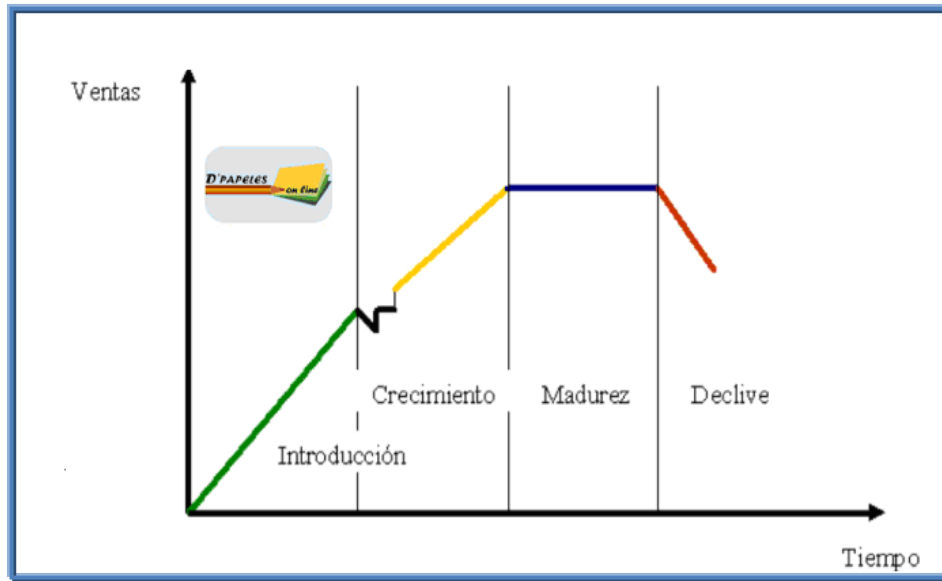 Ventas
D'PAPELES
on line
Crecimiento
Madurez
Declive
Introducción
Tiempo